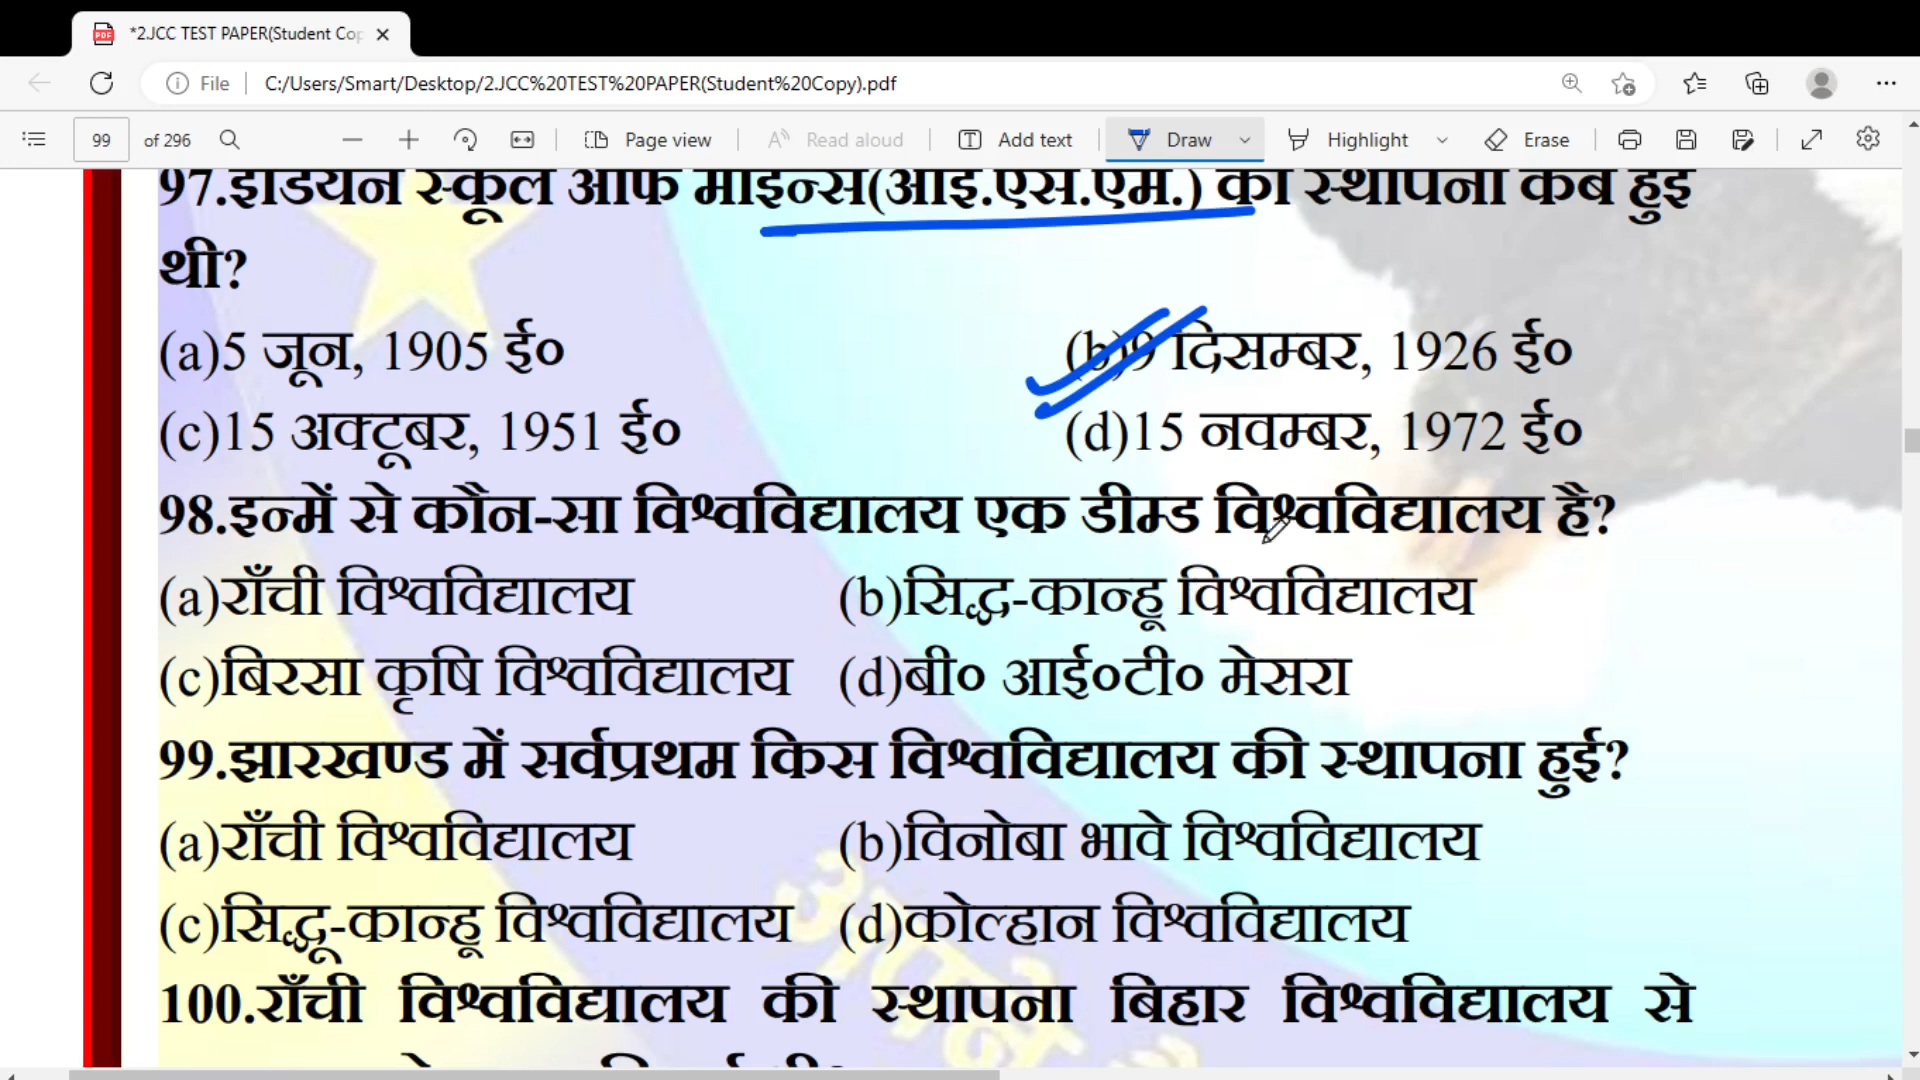 *2.JCC TEST PAPER(Student Cop
File C:/Users/Smart/Desktop/2.JCC%20TEST%20PAPER(Student%20Copy).pdf
99 of 296 Page view Read aloud Add text Draw Highlight Erase
97.इंडियन स्कूल ऑफ माइन्स(आई.एस.एम.) की स्थापना कब हुई
थी?
(a)5 जून, 1905 ई० (b)9 दिसम्बर, 1926 ई०
(c)15 अक्टूबर, 1951 ई० (d)15 नवम्बर, 1972 ई०
98.इन्में से कौन-सा विश्वविद्यालय एक डीम्ड विश्वविद्यालय है?
(a)राँची विश्वविद्यालय (b)सिद्ध-कान्हू विश्वविद्यालय
(c)बिरसा कृषि विश्वविद्यालय (d)बी० आई०टी० मेसरा
99.झारखण्ड में सर्वप्रथम किस विश्वविद्यालय की स्थापना हुई?
(a)राँची विश्वविद्यालय (b)विनोबा भावे विश्वविद्यालय
(c)सिद्धू-कान्हू विश्वविद्यालय (d)कोल्हान विश्वविद्यालय
100.राँची विश्वविद्यालय की स्थापना बिहार विश्वविद्यालय से